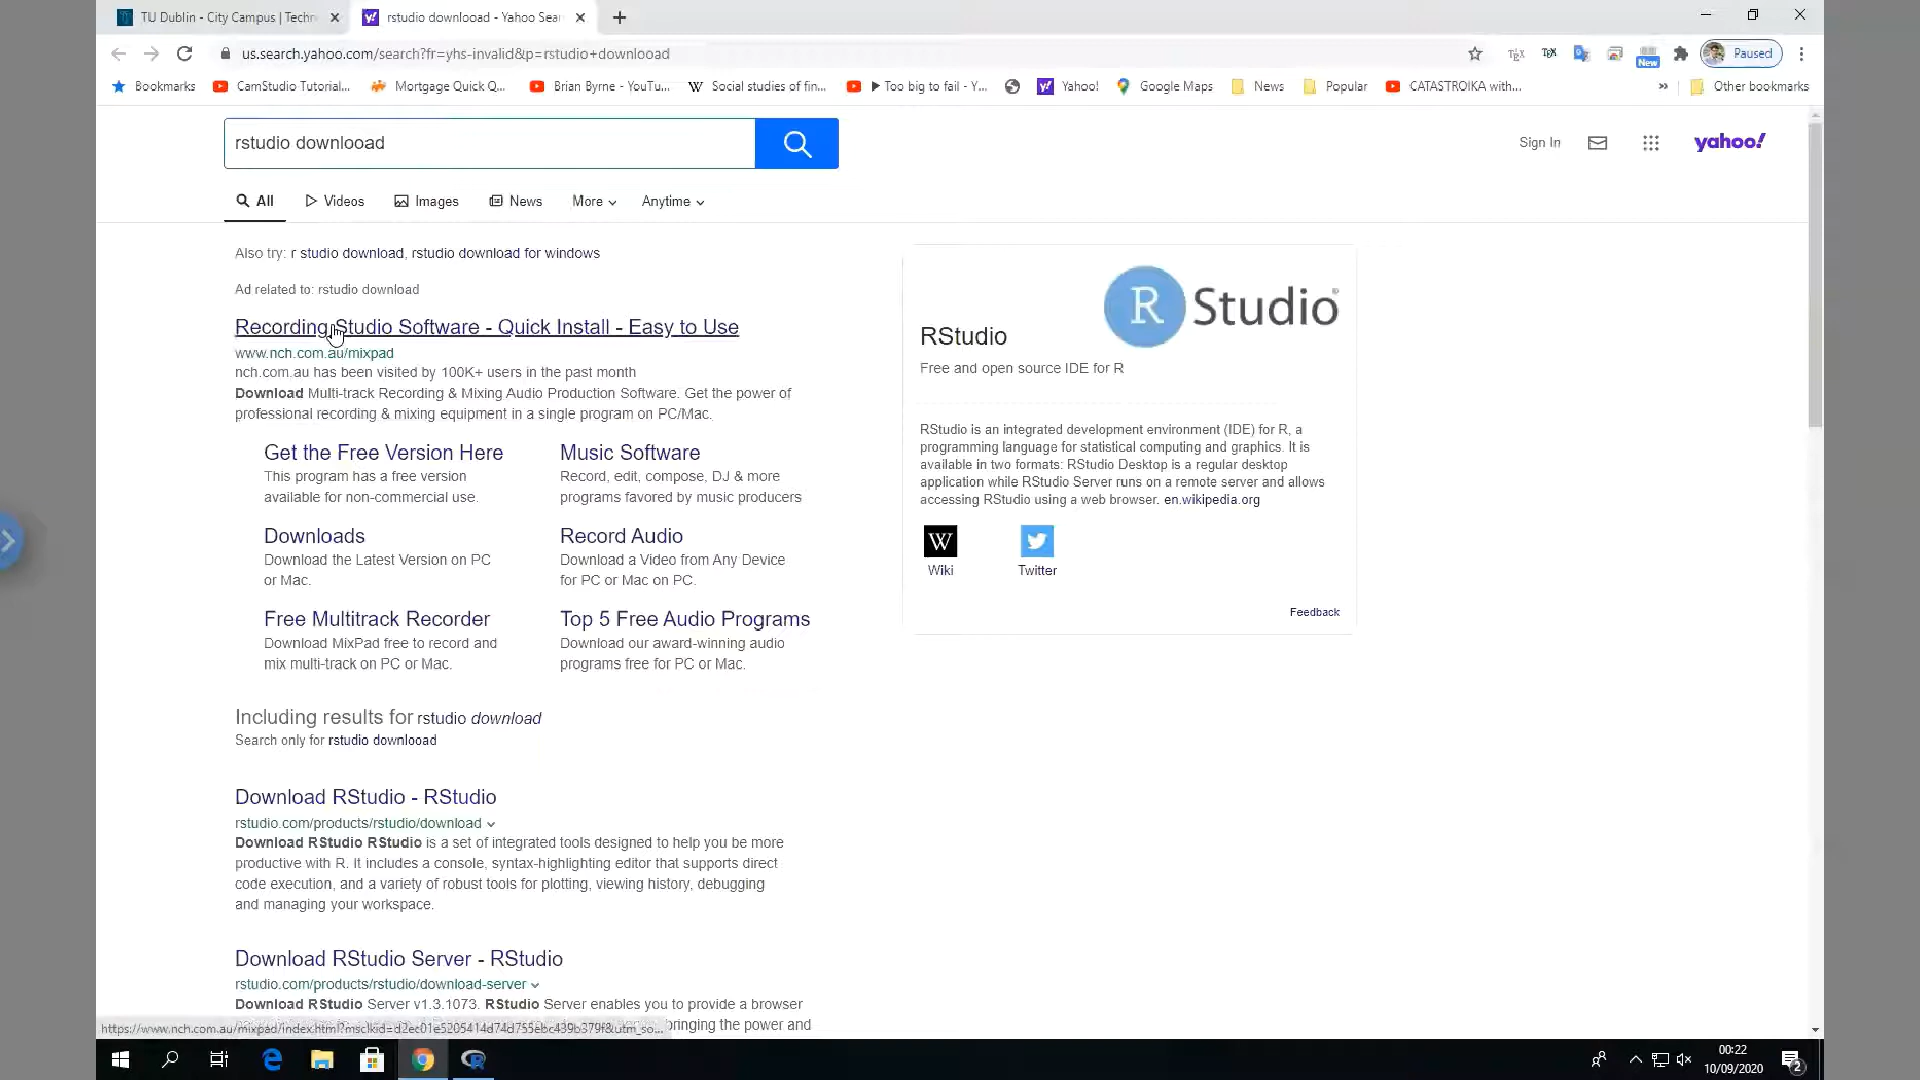 TU Dublin - City Campus | Techn
rstudio downlooad - Yahoo Sear
us.search.yahoo.com/search?fr=yhs-invalid&p=rstudio+downlooad
New
Paused
Bookmarks
CamStudio Tutorial...
Mortgage Quick Q...
Brian Byrne - YouTu...
W Social studies of fin...
Too big to fail - Y...
Yahoo!
Google Maps
News
Popular
CATASTROIKA with...
Other bookmarks
rstudio downlooad
Sign In
yahoo!
All
Videos
Images
News
More
Anytime
Also try: r studio download, rstudio download for windows
Ad related to: rstudio download
Recording Studio Software - Quick Install - Easy to Use
www.nch.com.au/mixpad
nch.com.au has been visited by 100K+ users in the past month
Download Multi-track Recording & Mixing Audio Production Software. Get the power of
professional recording & mixing equipment in a single program on PC/Mac.
Get the Free Version Here
This program has a free version
available for non-commercial use.
Music Software
Record, edit, compose, DJ & more
programs favored by music producers
Downloads
Download the Latest Version on PC
or Mac.
Record Audio
Download a Video from Any Device
for PC or Mac on PC.
Free Multitrack Recorder
Download MixPad free to record and
mix multi-track on PC or Mac.
Top 5 Free Audio Programs
Download our award-winning audio
programs free for PC or Mac.
Including results for rstudio download
Search only for rstudio downlooad
Download RStudio - RStudio
rstudio.com/products/rstudio/download
Download RStudio RStudio is a set of integrated tools designed to help you be more
productive with R. It includes a console, syntax-highlighting editor that supports direct
code execution, and a variety of robust tools for plotting, viewing history, debugging
and managing your workspace.
Download RStudio Server - RStudio
rstudio.com/products/rstudio/download-server
Download RStudio Server v1.3.1073. RStudio Server enables you to provide a browser
bringing the power and
R Studio
RStudio
Free and open source IDE for R
RStudio is an integrated development environment (IDE) for R, a
programming language for statistical computing and graphics. It is
available in two formats: RStudio Desktop is a regular desktop
application while RStudio Server runs on a remote server and allows
accessing RStudio using a web browser. en.wikipedia.org
W
Wiki
Twitter
Feedback
00:22
10/09/2020
2